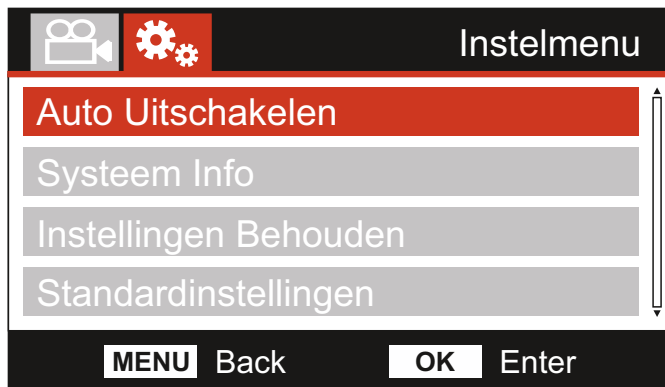 Instelmenu
Auto Uitschakelen
Systeem Info
Instellingen Behouden
Standardinstellingen
MENU Back OK Enter